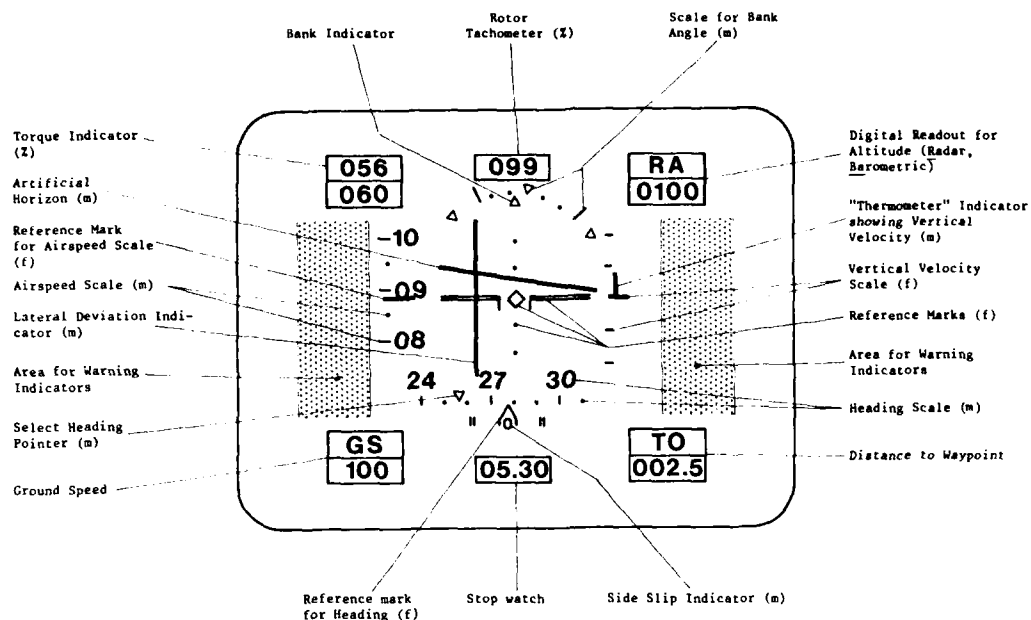 Bank Indicator
Rotor
Tachometer (%)
Scale for Bank
Angle (m)
Torque Indicator
(%)
Artificial
Horizon (m)
Reference Mark
for Airspeed Scale
(f)
Airspeed Scale (m)
Lateral Deviation Indi-
cator (m)
Area for Warning
Indicators
Select Heading
Pointer (m)
Ground Speed
056
060
099
RA
0100
-10
-09
-08
24 27 30
GS
100
05.30
TO
002.5
Digital Readout for
Altitude (Radar,
Barometric)
"Thermometer" Indicator
showing Vertical
Velocity (m)
Vertical Velocity
Scale (f)
Reference Marks (f)
Area for Warning
Indicators
Heading Scale (m)
Distance to Waypoint
Reference mark
for Heading (f)
Stop watch
Side Slip Indicator (m)